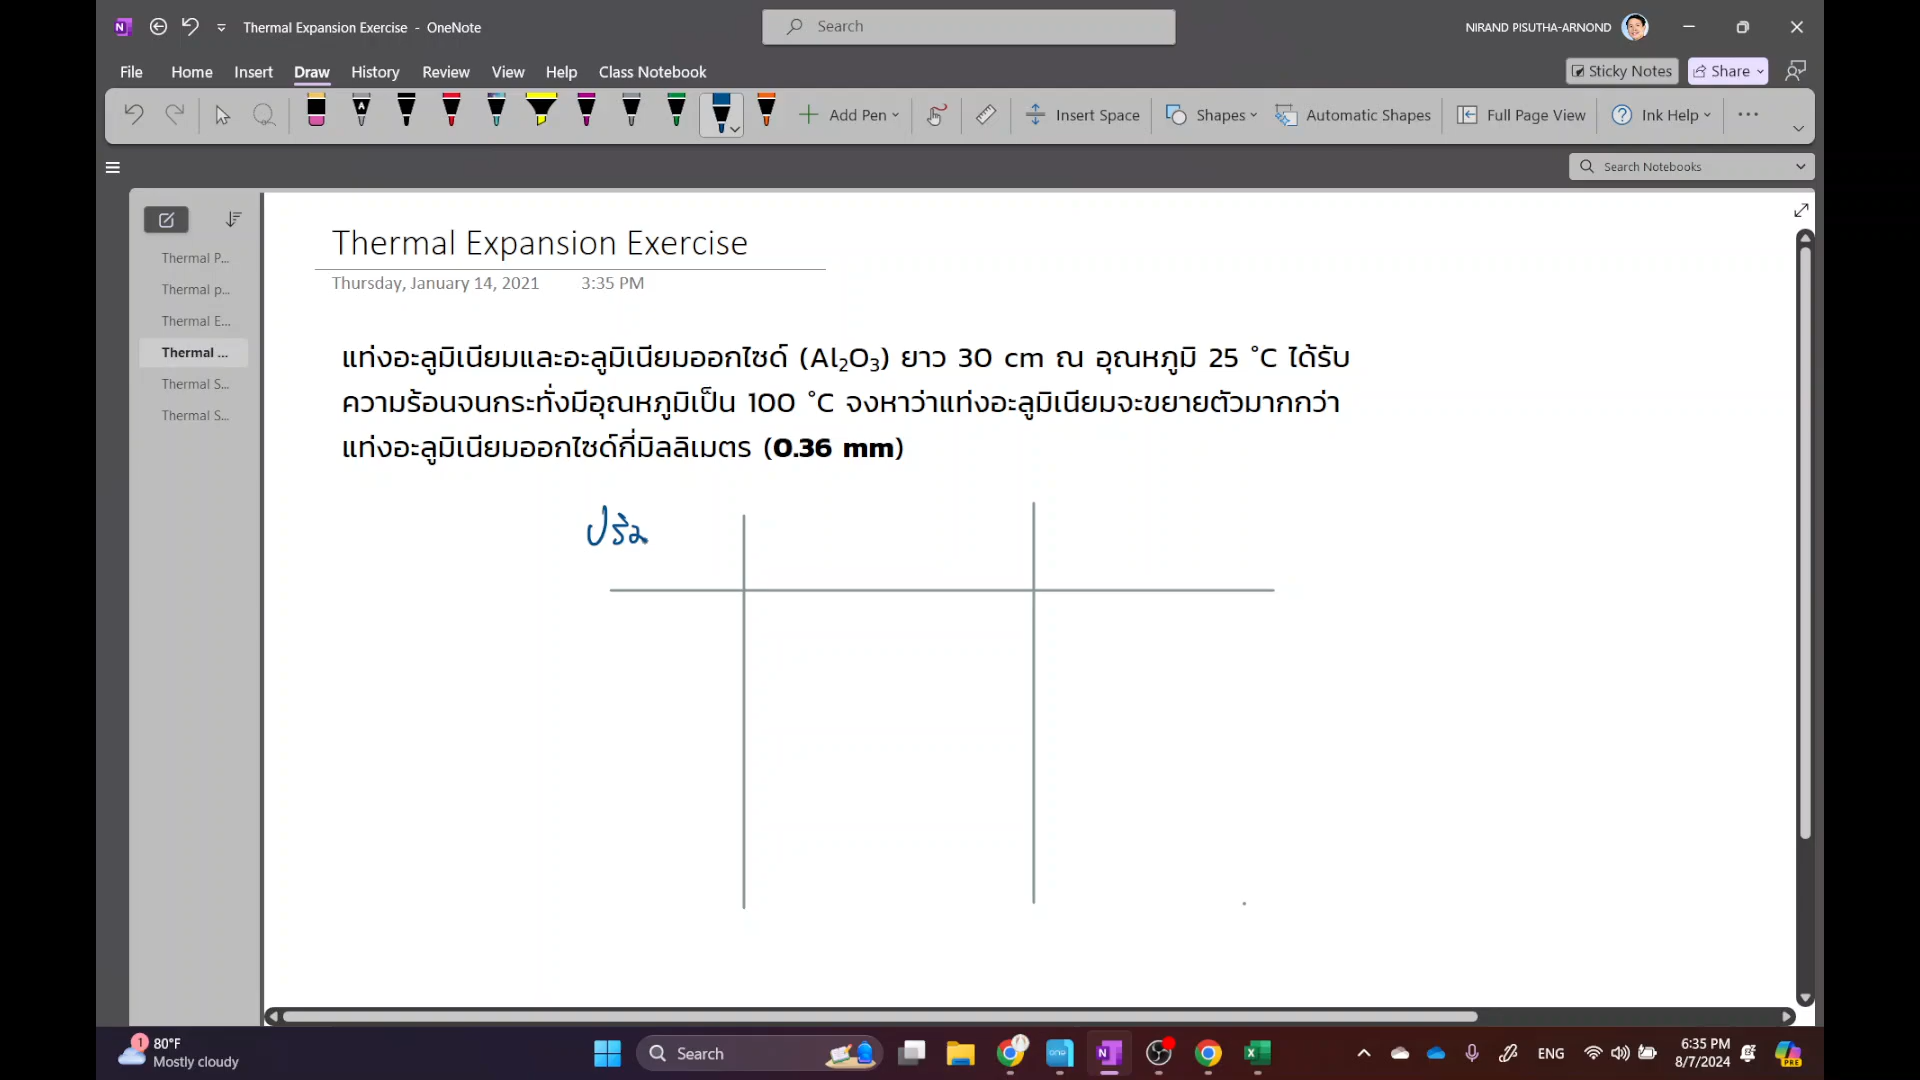 Thermal Expansion Exercise - OneNote
Search
NIRAND PISUTHA-ARNOND
File Home Insert Draw History Review View Help Class Notebook
Sticky Notes Share
Add Pen Insert Space Shapes Automatic Shapes Full Page View Ink Help
Search Notebooks
Thermal P...
Thermal p...
Thermal E...
Thermal ...
Thermal S...
Thermal S...
Thermal Expansion Exercise
Thursday, January 14, 2021 3:35 PM
แท่งอะลูมิเนียมและอะลูมิเนียมออกไซด์ (Al₂O₃) ยาว 30 cm ณ อุณหภูมิ 25 °C ได้รับ
ความร้อนจนกระทั่งมีอุณหภูมิเป็น 100 °C จงหาว่าแท่งอะลูมิเนียมจะขยายตัวมากกว่า
แท่งอะลูมิเนียมออกไซด์กี่มิลลิเมตร (0.36 mm)
1 80°F
Mostly cloudy
Search
ENG
6:35 PM
8/7/2024